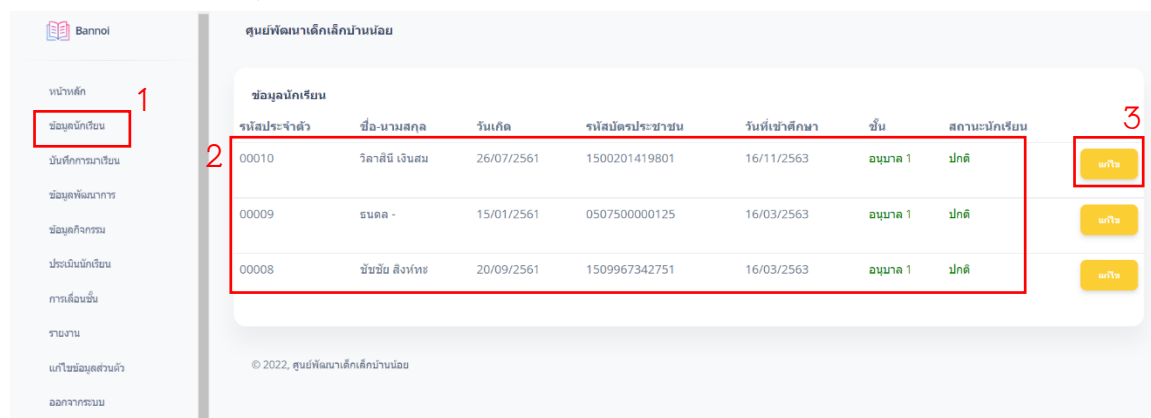 Bannoi
ศูนย์พัฒนาเด็กเล็กบ้านน้อย
หน้าหลัก
1
ข้อมูลนักเรียน
บันทึกการมาเรียน
ข้อมูลพัฒนาการ
ข้อมูลกิจกรรม
ประเมินนักเรียน
การเลื่อนชั้น
รายงาน
แก้ไขข้อมูลส่วนตัว
ออกจากระบบ
ข้อมูลนักเรียน
รหัสประจำตัว ชื่อ-นามสกุล วันเกิด รหัสบัตรประชาชน วันที่เข้าศึกษา ชั้น สถานะนักเรียน 3
2 00010 วิลาสินี เงินสม 26/07/2561 1500201419801 16/11/2563 อนุบาล 1 ปกติ แก้ไข
00009 ธนดล - 15/01/2561 0507500000125 16/03/2563 อนุบาล 1 ปกติ แก้ไข
00008 ชัชชัย สิงห์ทะ 20/09/2561 1509967342751 16/03/2563 อนุบาล 1 ปกติ แก้ไข
© 2022, ศูนย์พัฒนาเด็กเล็กบ้านน้อย